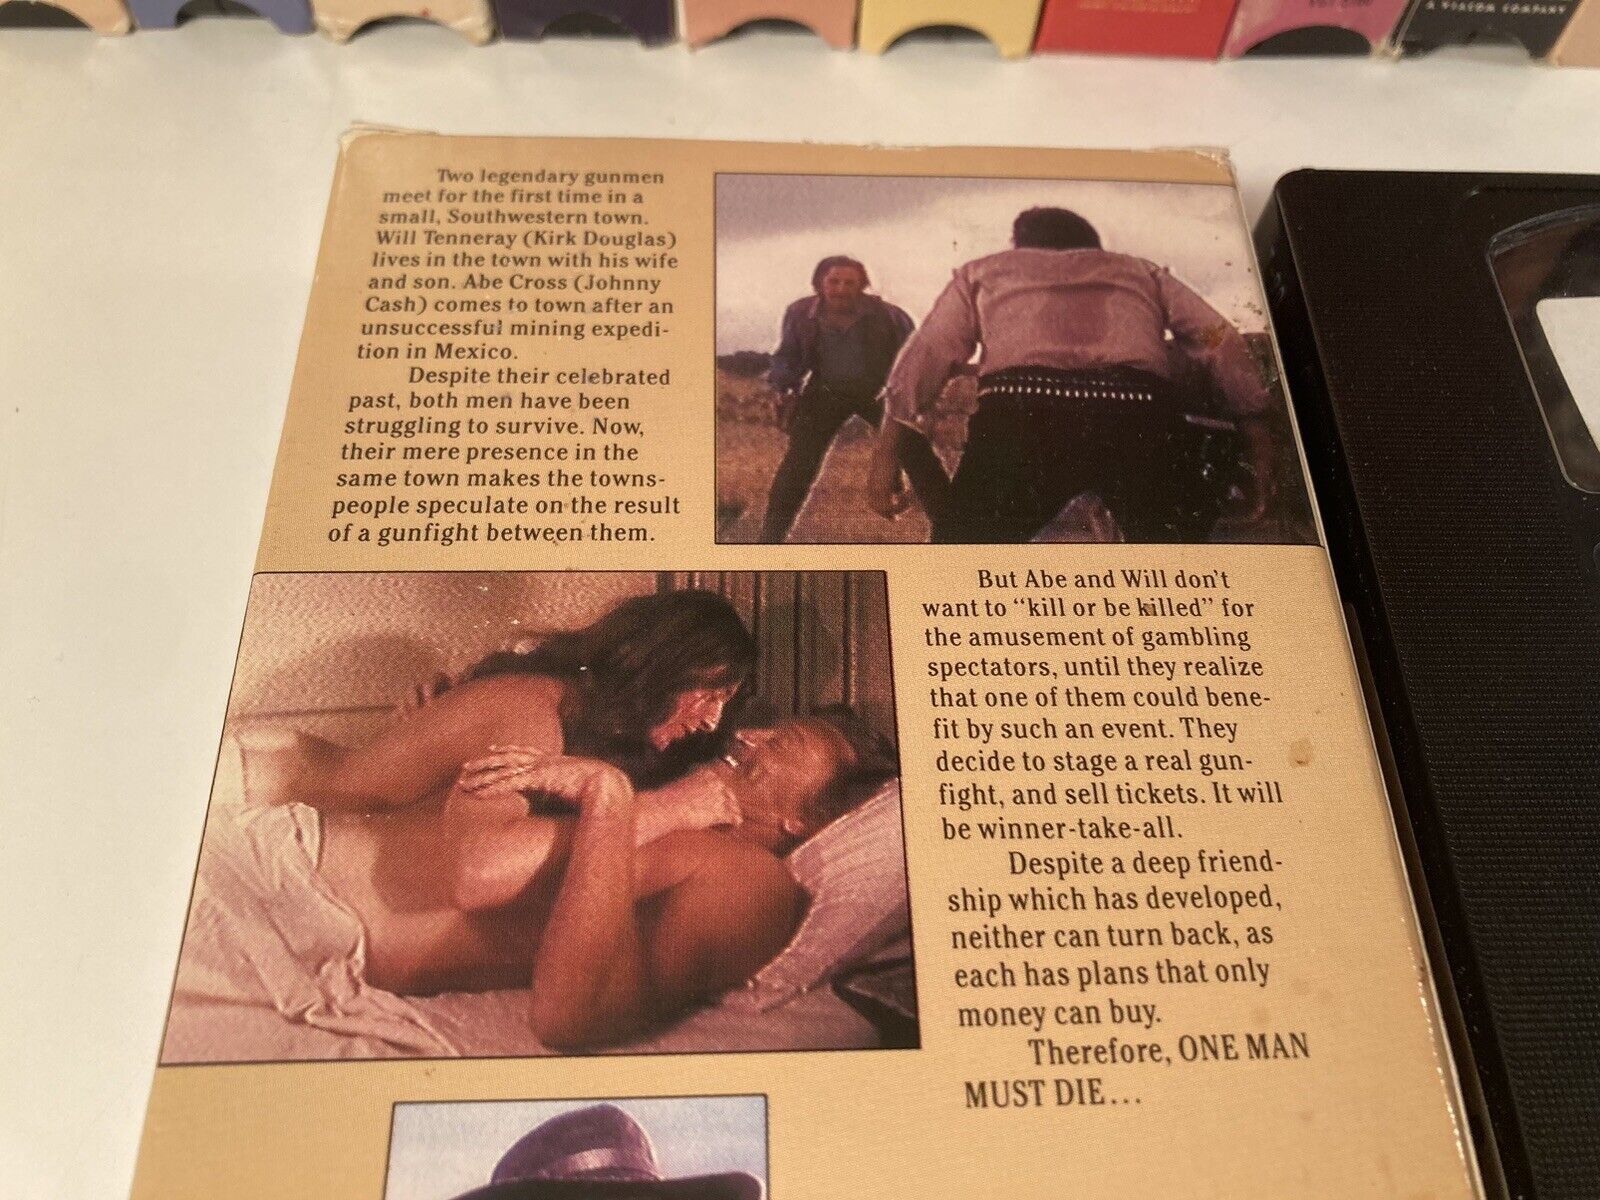 A VIACOM COMPANY
Two legendary gunmen
meet for the first time in a
small, Southwestern town.
Will Tenneray (Kirk Douglas)
lives in the town with his wife
and son. Abe Cross (Johnny
Cash) comes to town after an
unsuccessful mining expedi-
tion in Mexico.
Despite their celebrated
past, both men have been
struggling to survive. Now,
their mere presence in the
same town makes the towns-
people speculate on the result
of a gunfight between them.
But Abe and Will don't
want to “kill or be killed” for
the amusement of gambling
spectators, until they realize
that one of them could bene-
fit by such an event. They
decide to stage a real gun-
fight, and sell tickets. It will
be winner-take-all.
Despite a deep friend-
ship which has developed,
neither can turn back, as
each has plans that only
money can buy.
Therefore, ONE MAN
MUST DIE...